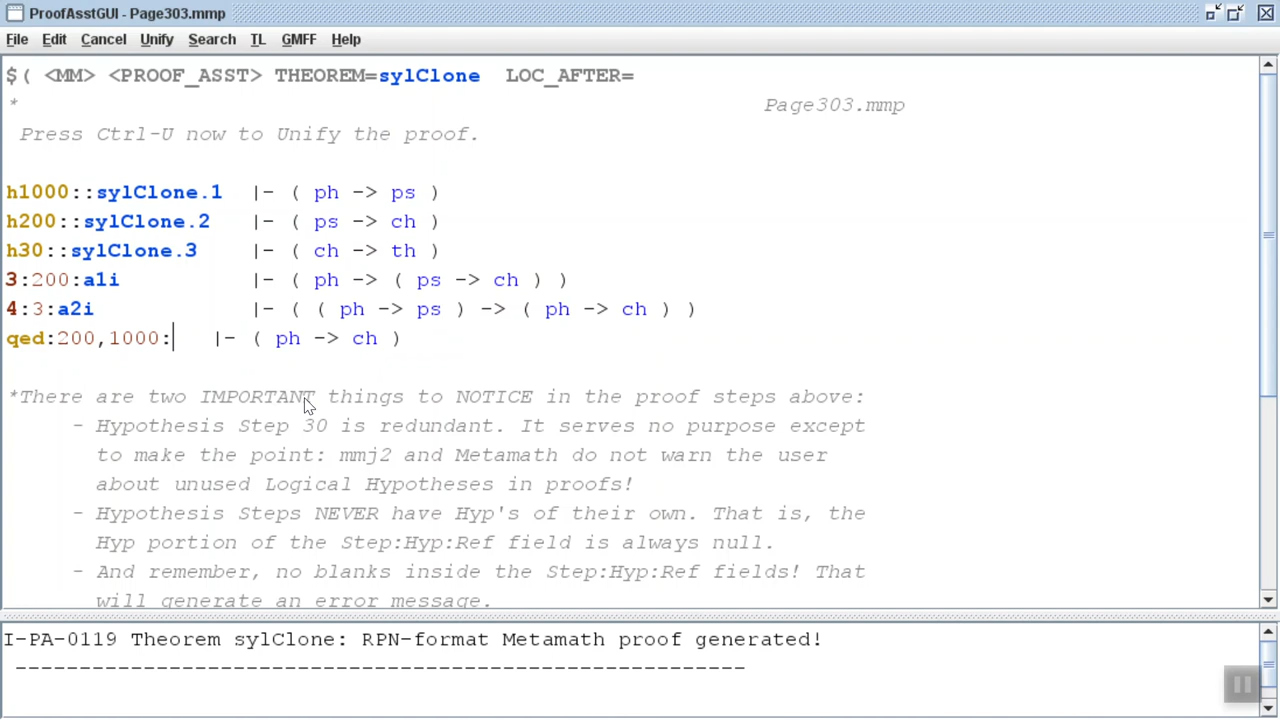 ProofAsstGUI - Page303.mmp
File Edit Cancel Unify Search TL GMFF Help
$( <MM> <PROOF_ASST> THEOREM=sylClone LOC_AFTER=
* Page303.mmp
Press Ctrl-U now to Unify the proof.
h1000::sylClone.1 |- ( ph -> ps )
h200::sylClone.2 |- ( ps -> ch )
h30::sylClone.3 |- ( ch -> th )
3:200:a1i |- ( ph -> ( ps -> ch ) )
4:3:a2i |- ( ( ph -> ps ) -> ( ph -> ch ) )
qed:200,1000: |- ( ph -> ch )
*There are two IMPORTANT things to NOTICE in the proof steps above:
- Hypothesis Step 30 is redundant. It serves no purpose except
to make the point: mmj2 and Metamath do not warn the user
about unused Logical Hypotheses in proofs!
- Hypothesis Steps NEVER have Hyp's of their own. That is, the
Hyp portion of the Step:Hyp:Ref field is always null.
- And remember, no blanks inside the Step:Hyp:Ref fields! That
will generate an error message.
I-PA-0119 Theorem sylClone: RPN-format Metamath proof generated!
---------------------------------------------------------